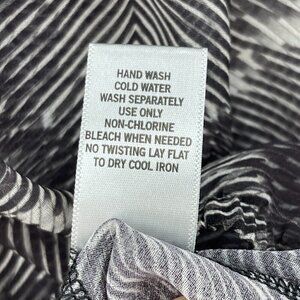 HAND WASH
COLD WATER
WASH SEPARATELY
USE ONLY
NON-CHLORINE
BLEACH WHEN NEEDED
NO TWISTING LAY FLAT
TO DRY COOL IRON